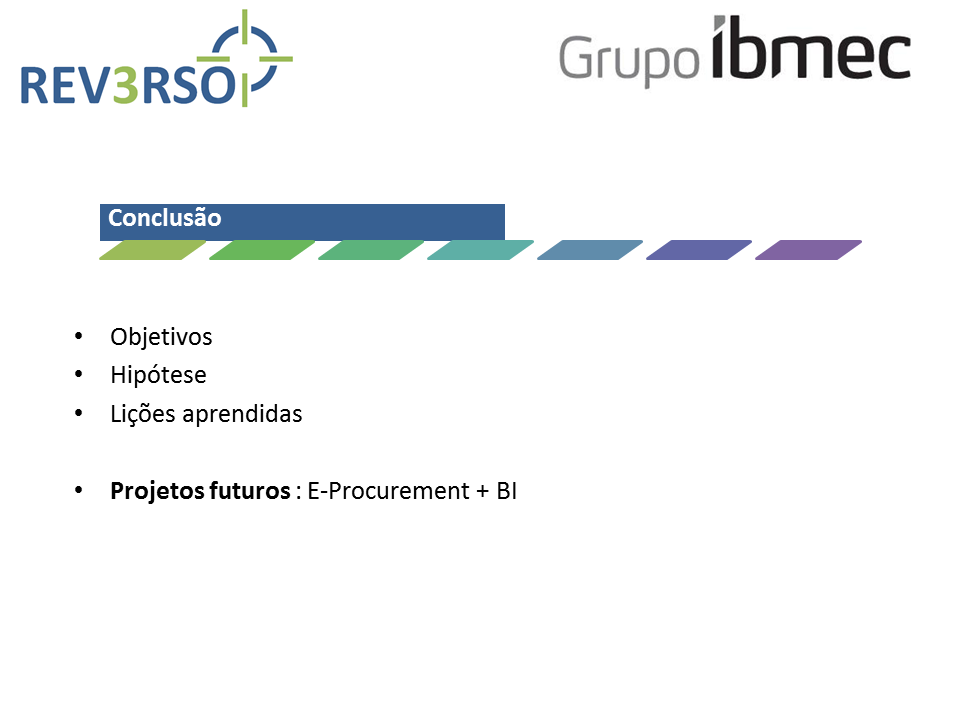 REV3RSO
Grupo ibmec
Conclusão
• Objetivos
• Hipótese
• Lições aprendidas
• Projetos futuros : E-Procurement + BI